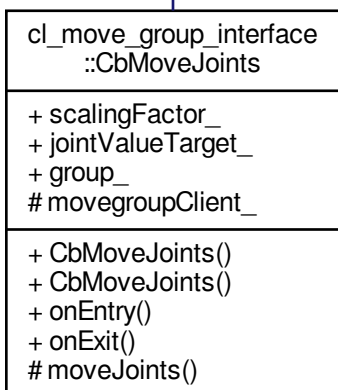 cl_move_group_interface
::CbMoveJoints
+ scalingFactor_
+ jointValueTarget_
+ group_
# movegroupClient_
+ CbMoveJoints()
+ CbMoveJoints()
+ onEntry()
+ onExit()
# moveJoints()